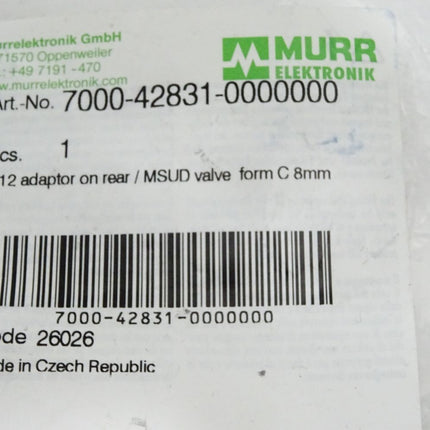 urrelektronik GmbH
71570 Oppenweiler
.: +49 7191 -470
w.murrelektronik.com
MURR
ELEKTRONIK
Art.-No. 7000-42831-0000000
cs. 1
12 adaptor on rear / MSUD valve form C 8mm
7000-42831-0000000
ode 26026
de in Czech Republic